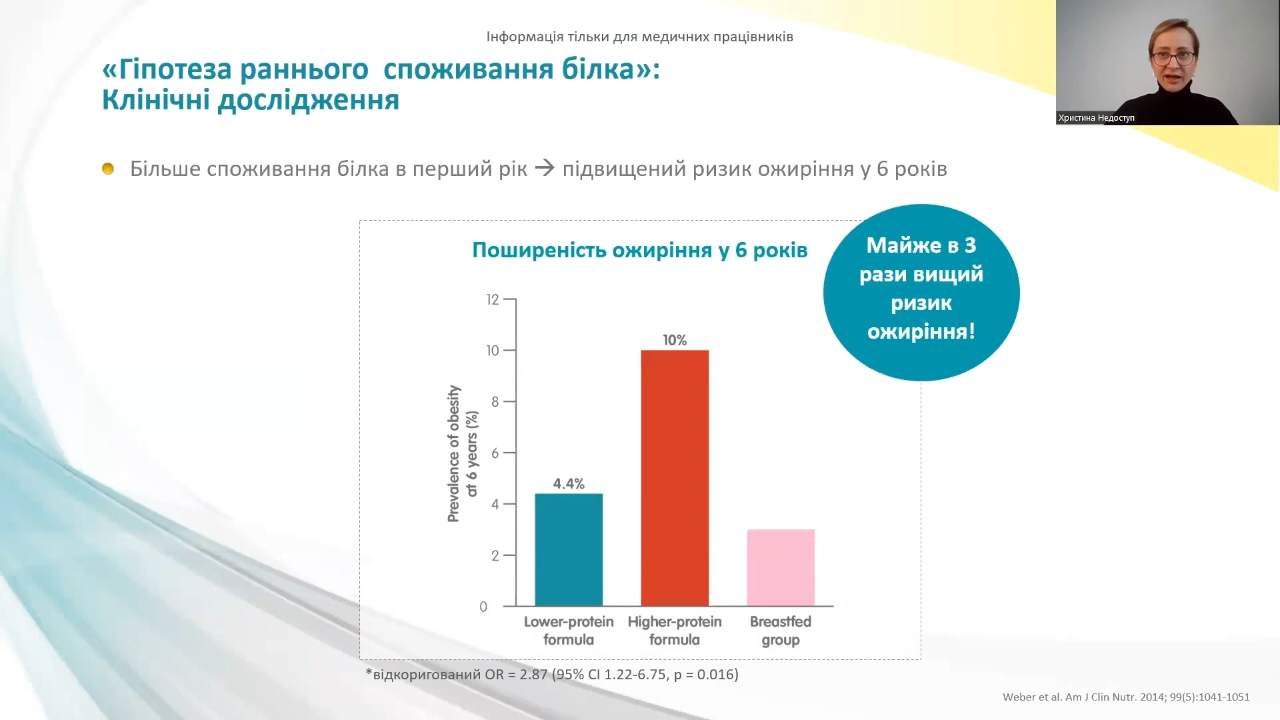 Інформація тільки для медичних працівників
«Гіпотеза раннього споживання білка»:
Клінічні дослідження
Христина Недоступ
Більше споживання білка в перший рік → підвищений ризик ожиріння у 6 років
Поширеність ожиріння у 6 років
Майже в 3
рази вищий
ризик
ожиріння!
Prevalence of obesity
at 6 years (%)
12
10
8
6
4
2
0
4.4%
10%
Lower-protein
formula
Higher-protein
formula
Breastfed
group
*відкоригований OR = 2.87 (95% CI 1.22-6.75, p = 0.016)
Weber et al. Am J Clin Nutr. 2014; 99(5):1041-1051